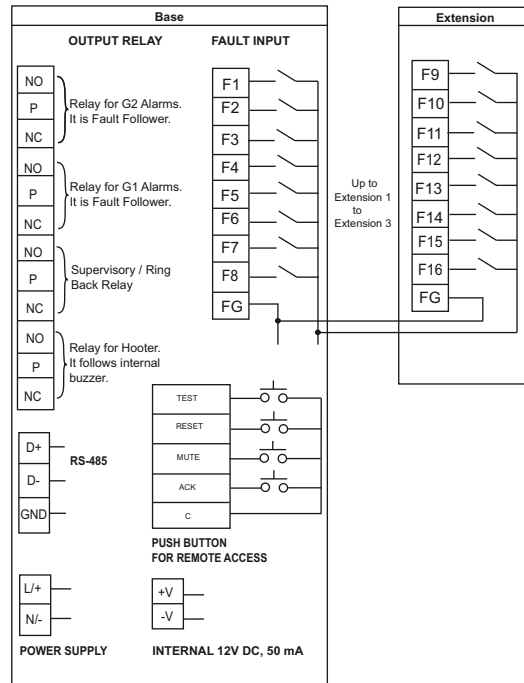 Base
OUTPUT RELAY
FAULT INPUT
NO
P
NC
Relay for G2 Alarms.
It is Fault Follower.
NO
P
NC
Relay for G1 Alarms.
It is Fault Follower.
NO
P
NC
Supervisory / Ring
Back Relay
NO
P
NC
Relay for Hooter.
It follows internal
buzzer.
F1
F2
F3
F4
F5
F6
F7
F8
FG
Up to
Extension 1
to
Extension 3
Extension
F9
F10
F11
F12
F13
F14
F15
F16
FG
D+
D-
GND
RS-485
TEST
RESET
MUTE
ACK
C
PUSH BUTTON
FOR REMOTE ACCESS
L/+
N/-
POWER SUPPLY
+V
-V
INTERNAL 12V DC, 50 mA